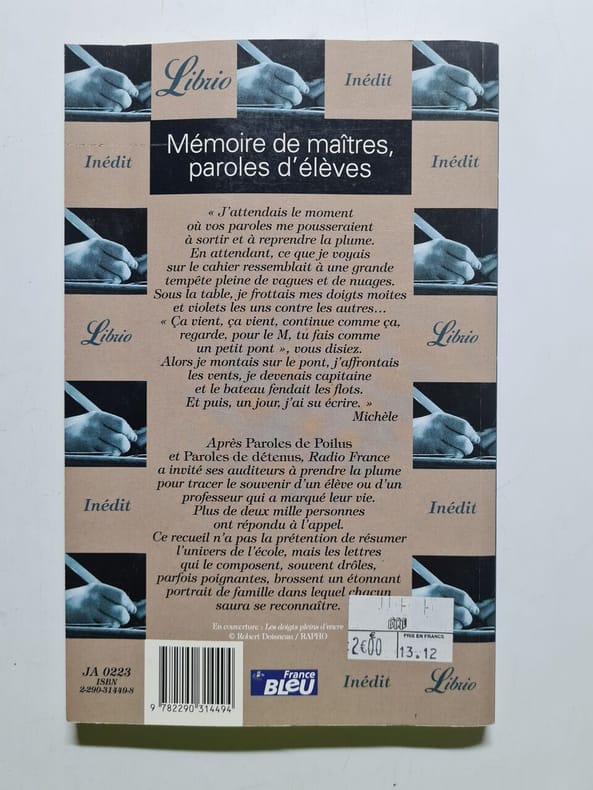 Librio
Inédit
Mémoire de maîtres,
paroles d'élèves
Inédit
Inédit
« J'attendais le moment
où vos paroles me pousseraient
à sortir et à reprendre la plume.
En attendant, ce que je voyais
sur le cahier ressemblait à une grande
tempête pleine de vagues et de nuages.
Sous la table, je frottais mes doigts moites
et violets les uns contre les autres…
« Ça vient, ça vient, continue comme ça,
regarde, pour le M, tu fais comme
un petit pont », vous disiez.
Alors je montais sur le pont, j'affrontais
les vents, je devenais capitaine
et le bateau fendait les flots.
Et puis, un jour, j'ai su écrire. »
Michèle
Librio
Librio
Après Paroles de Poilus
et Paroles de détenus, Radio France
a invité ses auditeurs à prendre la plume
pour tracer le souvenir d'un élève ou d'un
professeur qui a marqué leur vie.
Plus de deux mille personnes
ont répondu à l'appel.
Ce recueil n'a pas la prétention de résumer
l'univers de l'école, mais les lettres
qui le composent, souvent drôles,
parfois poignantes, brossent un étonnant
portrait de famille dans lequel chacun
saura se reconnaître.
Inédit
Inédit
En couverture : Les doigts pleins d'encre
© Robert Doisneau / RAPHO
2€00
PRIX EN FRANCS
13.12
JA 0223
ISBN
2-290-31449-8
9 782290 314494
France
BLEU
Inédit
Librio